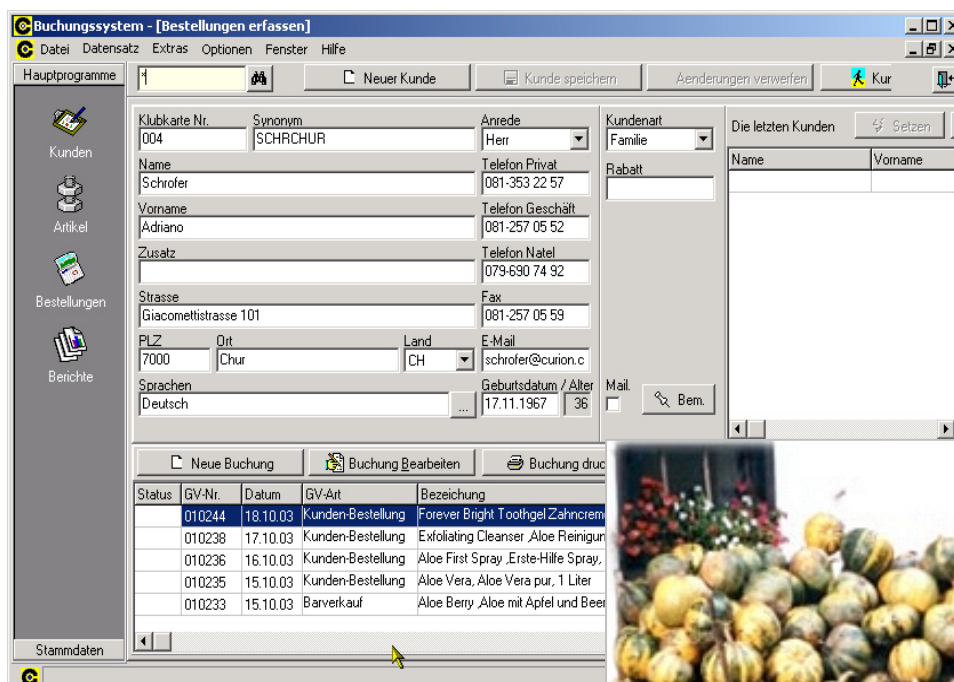 Buchungssystem - [Bestellungen erfassen]
Datei Datensatz Extras Optionen Fenster Hilfe
Hauptprogramme
* Neuer Kunde Kunde speichern Aenderungen verwerfen Kur
Kunden
Artikel
Bestellungen
Berichte
Stammdaten
Klubkarte Nr. Synonym Anrede
004 SCHRCHUR Herr
Name Telefon Privat
Schrofer 081-353 22 57
Vorname Telefon Geschäft
Adriano 081-257 05 52
Zusatz Telefon Natel
079-690 74 92
Strasse Fax
Giacomettistrasse 101 081-257 05 59
PLZ Ort Land E-Mail
7000 Chur CH schrofer@curion.c
Sprachen Geburtsdatum / Alter
Deutsch ... 17.11.1967 36
Kundenart
Familie
Rabatt
Mail.
Bem.
Die letzten Kunden Setzen
Name Vorname
Neue Buchung Buchung Bearbeiten Buchung druc
Status GV-Nr. Datum GV-Art Bezeichung
010244 18.10.03 Kunden-Bestellung Forever Bright Toothgel Zahncrem
010238 17.10.03 Kunden-Bestellung Exfoliating Cleanser ,Aloe Reinigun
010236 16.10.03 Kunden-Bestellung Aloe First Spray ,Erste-Hilfe Spray,
010235 15.10.03 Kunden-Bestellung Aloe Vera, Aloe Vera pur, 1 Liter
010233 15.10.03 Barverkauf Aloe Berry ,Aloe mit Apfel und Beer